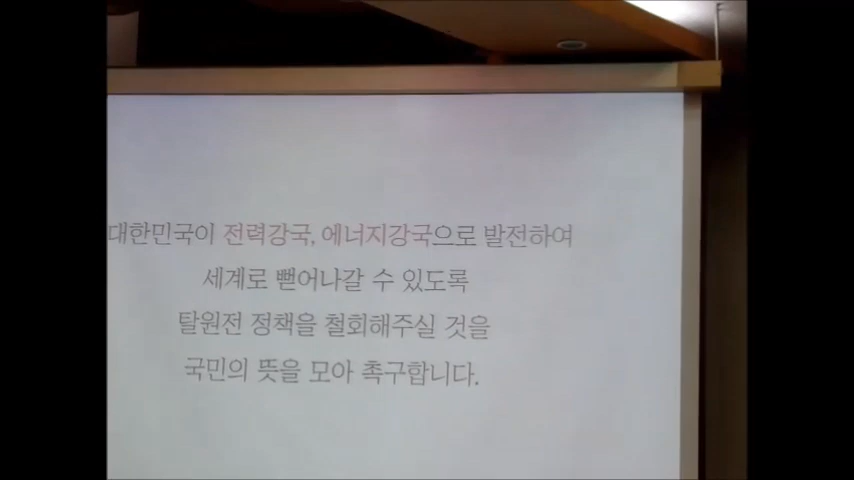 대한민국이 전력강국, 에너지강국으로 발전하여
세계로 뻗어나갈 수 있도록
탈원전 정책을 철회해주실 것을
국민의 뜻을 모아 촉구합니다.